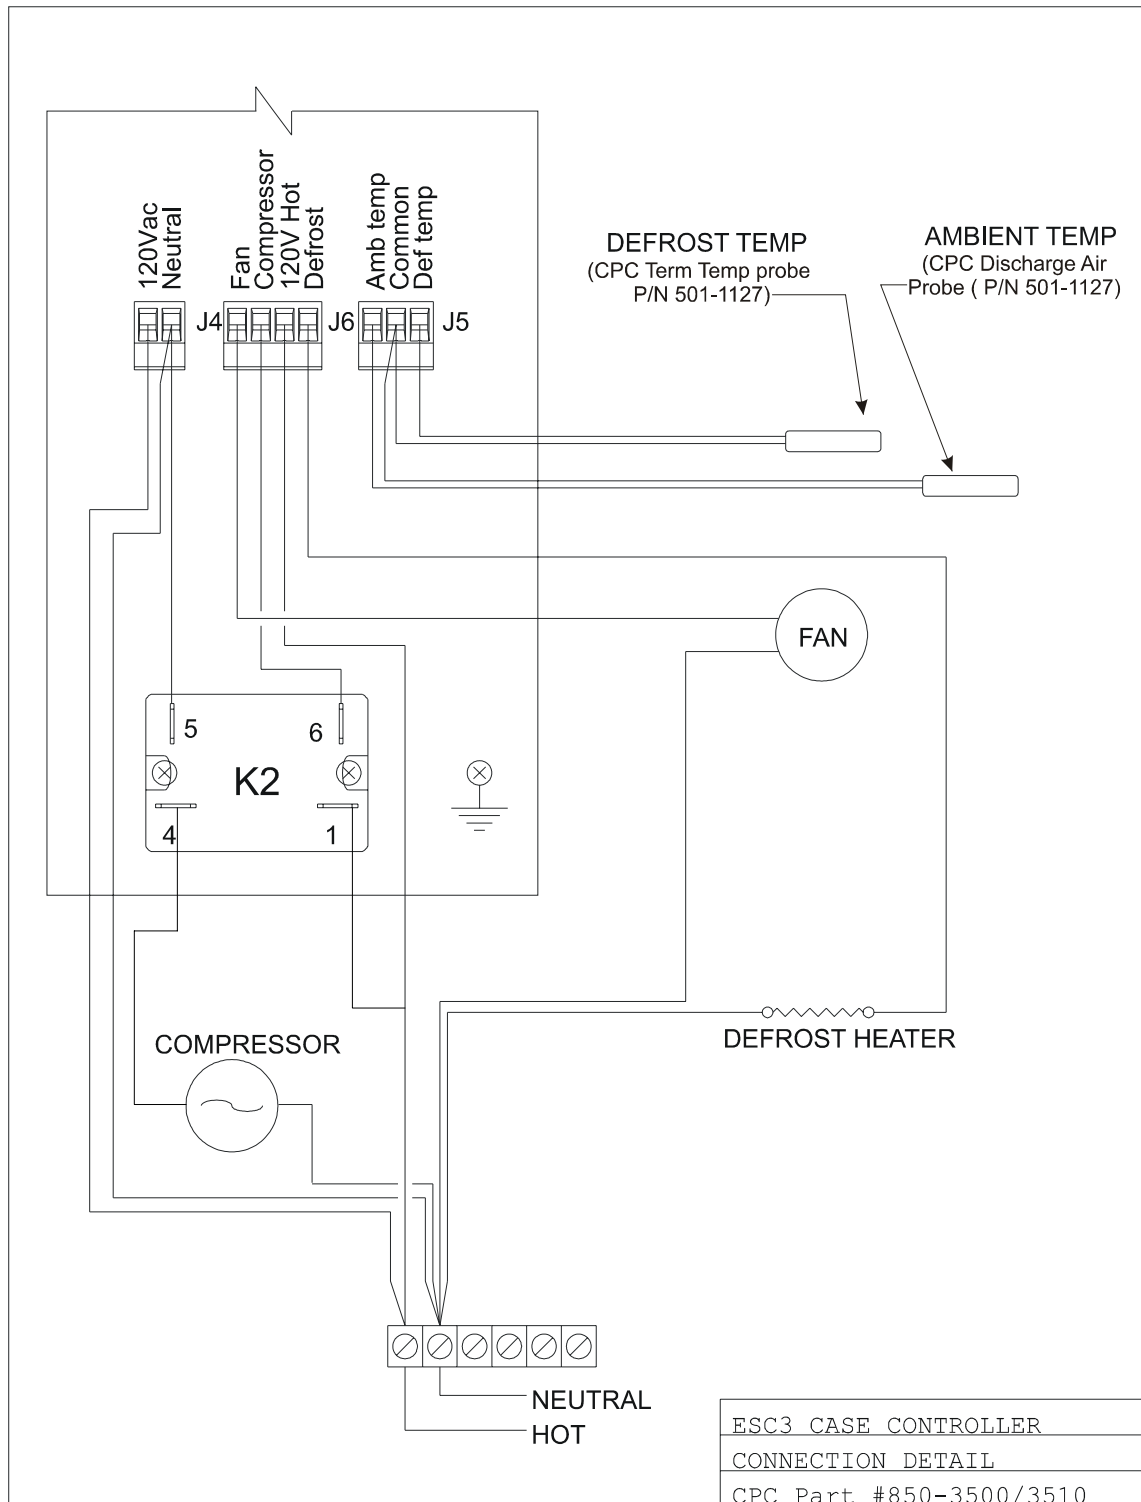 120Vac
Neutral
Fan
Compressor
120V Hot
Defrost
Amb temp
Common
Def temp
J4
J6
J5
DEFROST TEMP
(CPC Term Temp probe
P/N 501-1127)
AMBIENT TEMP
(CPC Discharge Air
Probe ( P/N 501-1127)
FAN
5
6
K2
4
1
COMPRESSOR
DEFROST HEATER
NEUTRAL
HOT
ESC3 CASE CONTROLLER
CONNECTION DETAIL
CPC Part #850-3500/3510